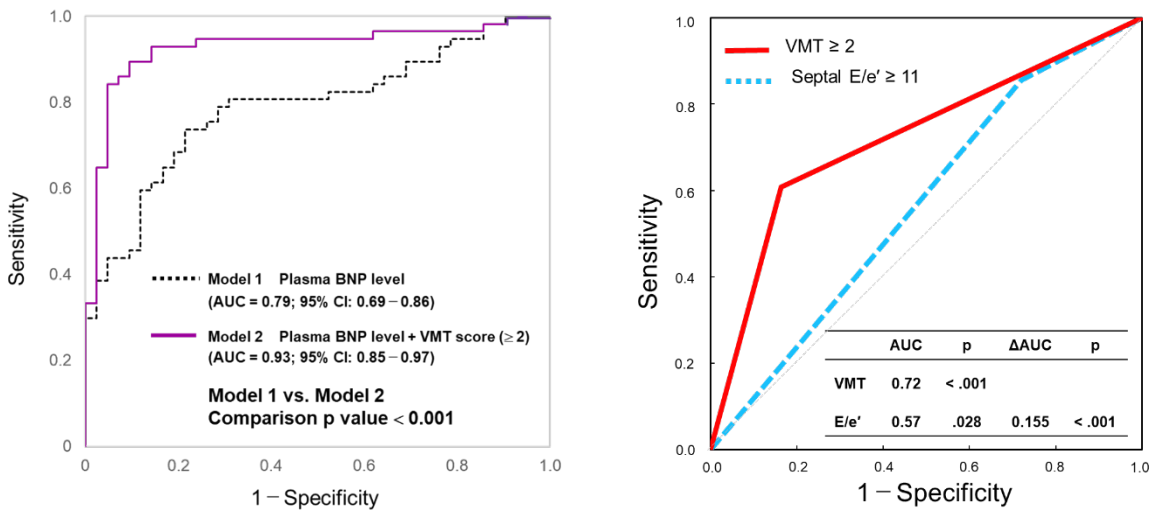 1.0
0.8
0.6
0.4
0.2
0
Sensitivity
Model 1 Plasma BNP level
(AUC = 0.79; 95% CI: 0.69－0.86)
Model 2 Plasma BNP level + VMT score (≥ 2)
(AUC = 0.93; 95% CI: 0.85－0.97)
Model 1 vs. Model 2
Comparison p value < 0.001
0 0.2 0.4 0.6 0.8 1.0
1－Specificity
1.0
0.8
0.6
0.4
0.2
0.0
Sensitivity
VMT ≥ 2
Septal E/e′ ≥ 11
AUC p ΔAUC p
VMT 0.72 < .001
E/e′ 0.57 .028 0.155 < .001
0.0 0.2 0.4 0.6 0.8 1.0
1－Specificity